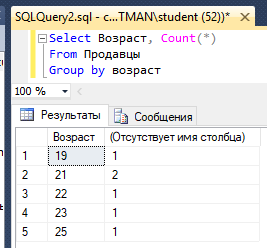 SQLQuery2.sql - c...TMAN\student (52))*
Select Возраст, Count(*)
From Продавцы
Group by возраст
100 %
Результаты Сообщения
Возраст (Отсутствует имя столбца)
1 19 1
2 21 2
3 22 1
4 23 1
5 25 1